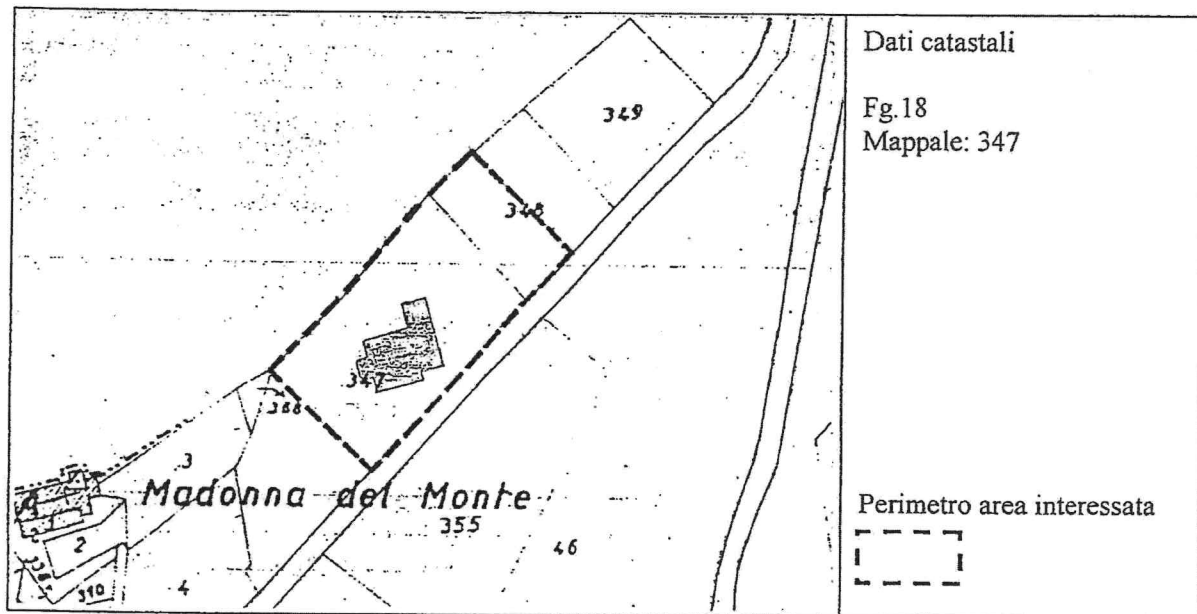 Dati catastali
Fg.18
Mappale: 347
349
348
347
3
Madonna del Monte
355
46
A
2
4
310
Perimetro area interessata